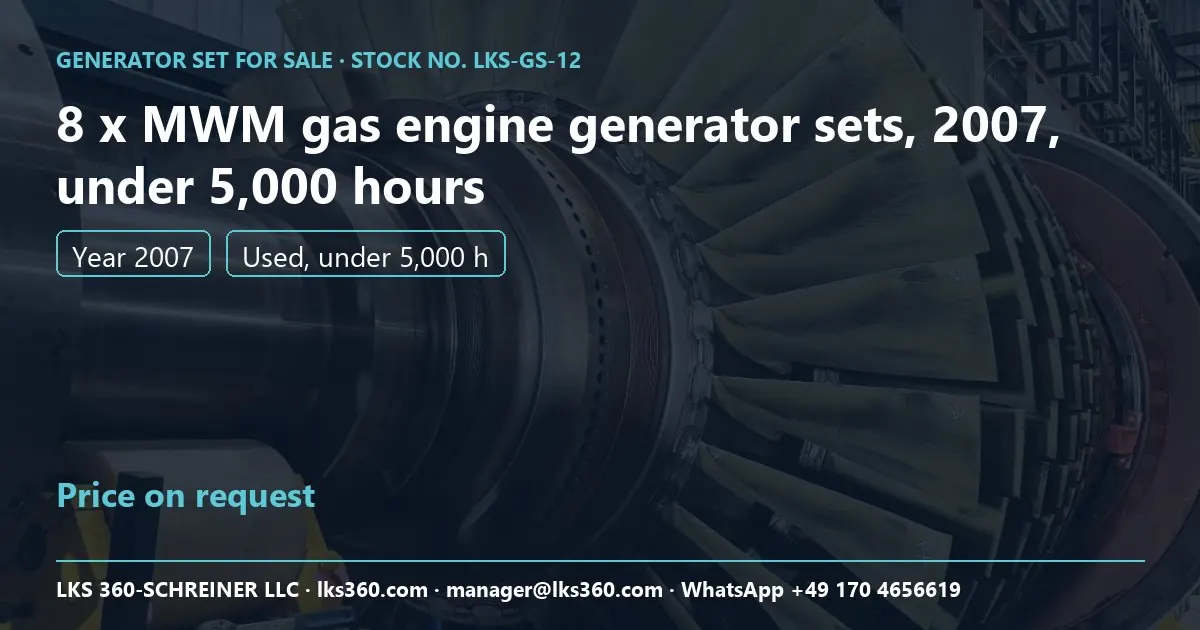 GENERATOR SET FOR SALE · STOCK NO. LKS-GS-12
8 x MWM gas engine generator sets, 2007,
under 5,000 hours
Year 2007
Used, under 5,000 h
Price on request
LKS 360-SCHREINER LLC · lks360.com · manager@lks360.com · WhatsApp +49 170 4656619